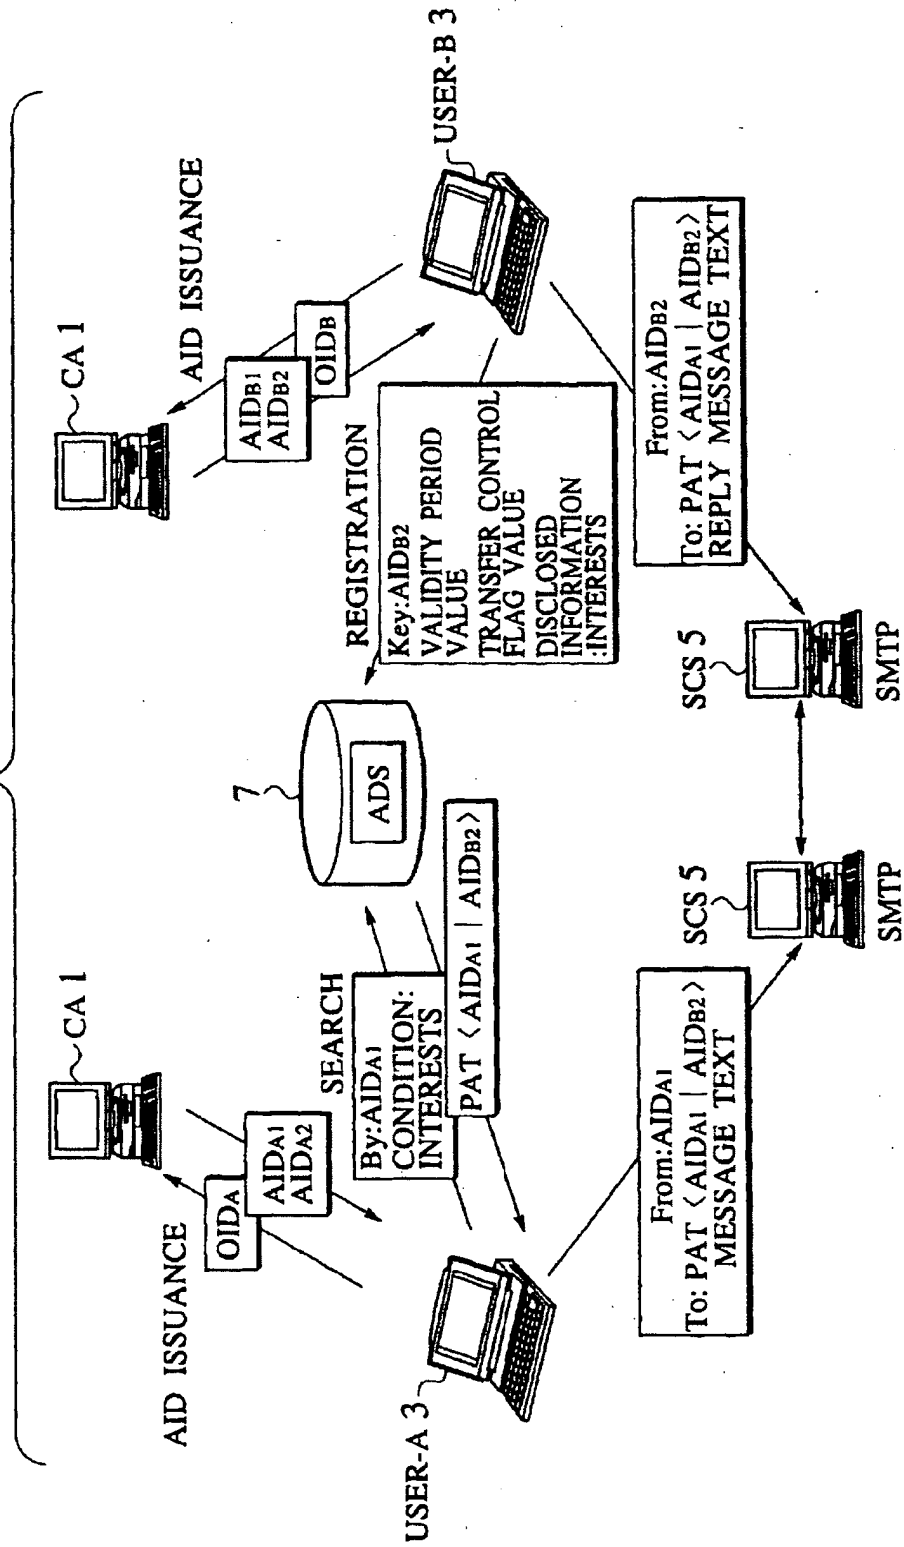 CA 1
AID ISSUANCE
OIDA
AIDA1
AIDA2
USER-A 3
SEARCH
By:AIDA1
CONDITION:
INTERESTS
PAT <AIDA1 | AIDB2>
7
ADS
CA 1
AID ISSUANCE
AIDB1
AIDB2
OIDB
USER-B 3
REGISTRATION
Key:AIDB2
VALIDITY PERIOD
VALUE
TRANSFER CONTROL
FLAG VALUE
DISCLOSED
INFORMATION
:INTERESTS
From:AIDA1
To: PAT <AIDA1 | AIDB2>
MESSAGE TEXT
SCS 5
SMTP
SCS 5
SMTP
From:AIDB2
To: PAT <AIDA1 | AIDB2>
REPLY MESSAGE TEXT